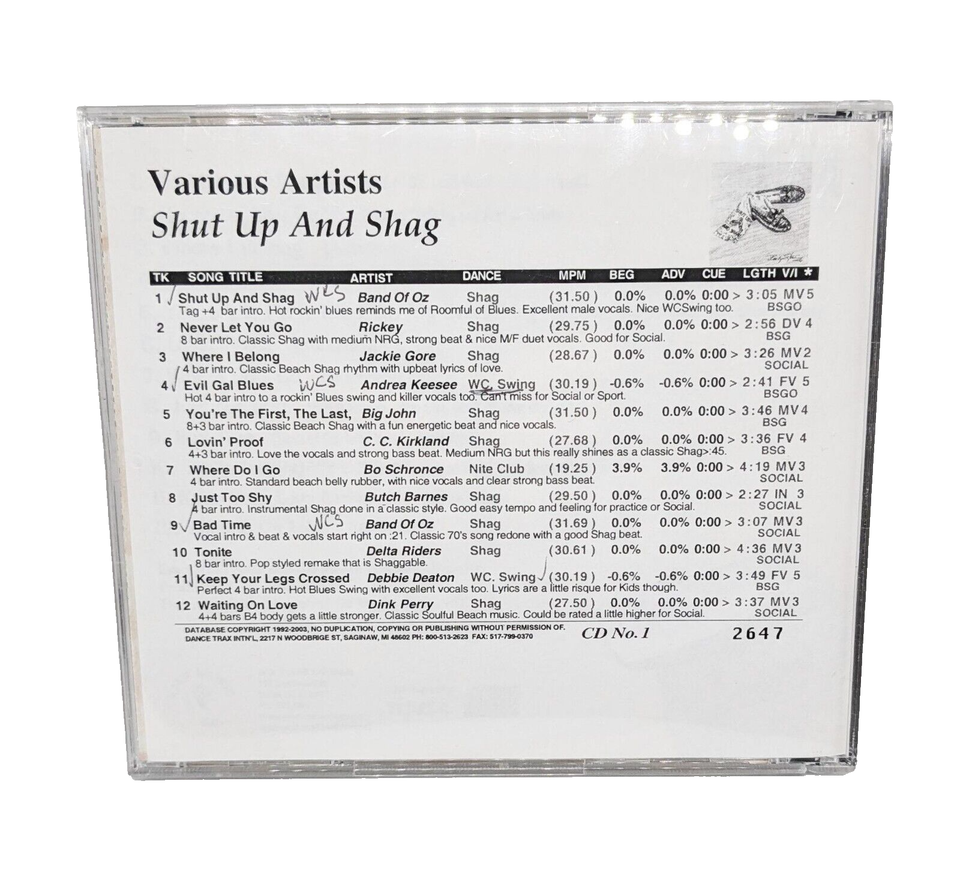 Various Artists
Shut Up And Shag
TK SONG TITLE ARTIST DANCE MPM BEG ADV CUE LGTH V/I *
1 Shut Up And Shag WCS Band Of Oz Shag (31.50 ) 0.0% 0.0% 0:00 > 3:05 MV 5
Tag +4 bar intro. Hot rockin' blues reminds me of Roomful of Blues. Excellent male vocals. Nice WCSwing too. BSGO
2 Never Let You Go Rickey Shag (29.75 ) 0.0% 0.0% 0:00 > 2:56 DV 4
8 bar intro. Classic Shag with medium NRG, strong beat & nice M/F duet vocals. Good for Social. BSG
3 Where I Belong Jackie Gore Shag (28.67 ) 0.0% 0.0% 0:00 > 3:26 MV 2
4 bar intro. Classic Beach Shag rhythm with upbeat lyrics of love. SOCIAL
4 Evil Gal Blues WCS Andrea Keesee WC. Swing (30.19 ) -0.6% -0.6% 0:00 > 2:41 FV 5
Hot 4 bar intro to a rockin' Blues swing and killer vocals too. Can't miss for Social or Sport. BSGO
5 You're The First, The Last, Big John Shag (31.50 ) 0.0% 0.0% 0:00 > 3:46 MV 4
8+3 bar intro. Classic Beach Shag with a fun energetic beat and nice vocals. BSG
6 Lovin' Proof C. C. Kirkland Shag (27.68 ) 0.0% 0.0% 0:00 > 3:36 FV 4
4+3 bar intro. Love the vocals and strong bass beat. Medium NRG but this really shines as a classic Shag>:45. BSG
7 Where Do I Go Bo Schronce Nite Club (19.25 ) 3.9% 3.9% 0:00 > 4:19 MV 3
4 bar intro. Standard beach belly rubber, with nice vocals and clear strong bass beat. SOCIAL
8 Just Too Shy Butch Barnes Shag (29.50 ) 0.0% 0.0% 0:00 > 2:27 IN 3
4 bar intro. Instrumental Shag done in a classic style. Good easy tempo and feeling for practice or Social. SOCIAL
9 Bad Time WCS Band Of Oz Shag (31.69 ) 0.0% 0.0% 0:00 > 3:07 MV 3
Vocal intro & beat & vocals start right on :21. Classic 70's song redone with a good Shag beat. SOCIAL
10 Tonite Delta Riders Shag (30.61 ) 0.0% 0.0% 0:00 > 4:36 MV 3
8 bar intro. Pop styled remake that is Shaggable. SOCIAL
11 Keep Your Legs Crossed Debbie Deaton WC. Swing (30.19 ) -0.6% -0.6% 0:00 > 3:49 FV 5
Perfect 4 bar intro. Hot Blues Swing with excellent vocals too. Lyrics are a little risque for Kids though. BSG
12 Waiting On Love Dink Perry Shag (27.50 ) 0.0% 0.0% 0:00 > 3:37 MV 3
4+4 bars B4 body gets a little stronger. Classic Soulful Beach music. Could be rated a little higher for Social. SOCIAL
DATABASE COPYRIGHT 1992-2003, NO DUPLICATION, COPYING OR PUBLISHING WITHOUT PERMISSION OF.
DANCE TRAX INT'N'L, 2217 N WOODBRIGE ST, SAGINAW, MI 48602 PH: 800-513-2623 FAX: 517-799-0370
CD No. 1 2647